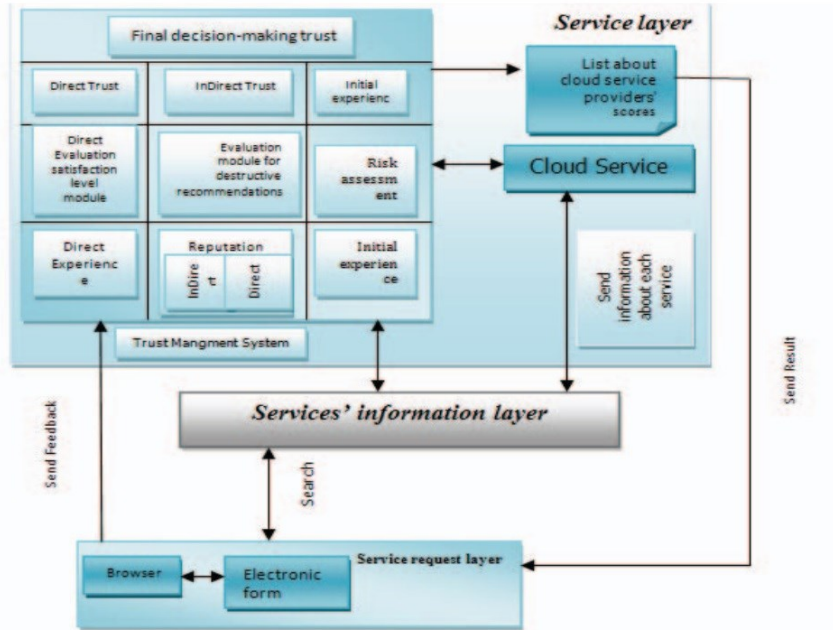 Service layer
Final decision-making trust
List about
cloud service
providers'
scores
Direct Trust
InDirect Trust
Initial
experienc
Direct
Evaluation
satisfaction
level
module
Evaluation
module for
destructive
recommendations
Risk
assessm
ent
Cloud Service
Direct
Experienc
e
Reputation
InDire
t
Direct
Initial
experien
ce
Send
information
about each
service
Trust Mangment System
Send Result
Services' information layer
Send Feedback
Search
Service request layer
Browser
Electronic
form